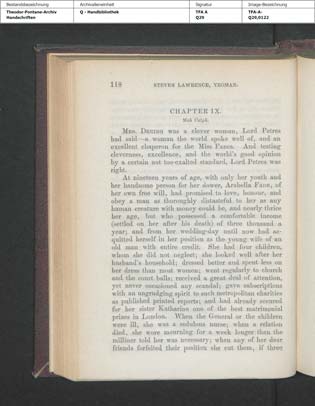 Bestandsbezeichnung
Archivalieneinheit
Signatur
Image-Bezeichnung
Theodor-Fontane-Archiv
Handschriften
Q - Handbibliothek
TFA A
Q29
TFA-A-
Q29,0122
118 STEVEN LAWRENCE, YEOMAN.
CHAPTER IX.
MRS. DERING was a clever woman, Lord Petres
had said—a woman the world spoke well of, and an
excellent chaperon for the Miss Fanes. And testing
cleverness, excellence, and the world's good opinion
by a certain not too-exalted standard, Lord Petres was
right.
At nineteen years of age, with only her youth and
her handsome person for her dower, Arabella Fane, of
her own free will, had promised to love, honour, and
obey a man as thoroughly distasteful to her as any
human creature with money could be, and nearly thrice
her age, but who possessed a comfortable income
(settled on her after his death) of three thousand a
year; and from her wedding-day until now had ac-
quitted herself in her position as the young wife of an
old man with entire credit. She had four children,
whom she did not neglect; she looked well after her
husband's household; dressed better and spent less on
her dress than most women; went regularly to church
and the court balls; received a great deal of attention,
yet never occasioned any scandal; gave subscriptions
with an ungrudging spirit to such metropolitan charities
as published printed reports; and had already secured
for her sister Katharine one of the best matrimonial
prizes in London. When the General or the children
were ill, she was a sedulous nurse; when a relation
died, she wore mourning for a week longer than the
milliner told her was necessary; when any of her dear
friends forfeited their position she cut them, if three